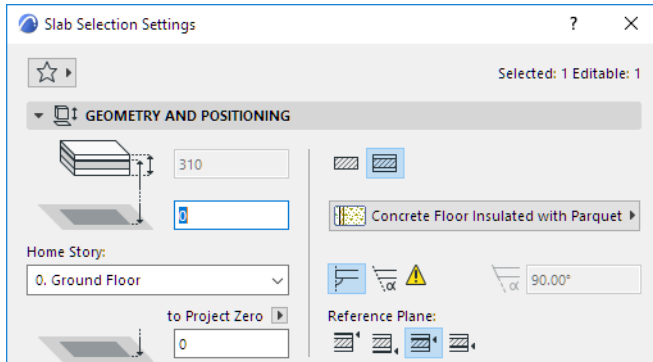 Slab Selection Settings
?
Selected: 1 Editable: 1
GEOMETRY AND POSITIONING
310
0
Concrete Floor Insulated with Parquet
Home Story:
0. Ground Floor
α
α
90.00°
to Project Zero
Reference Plane:
0